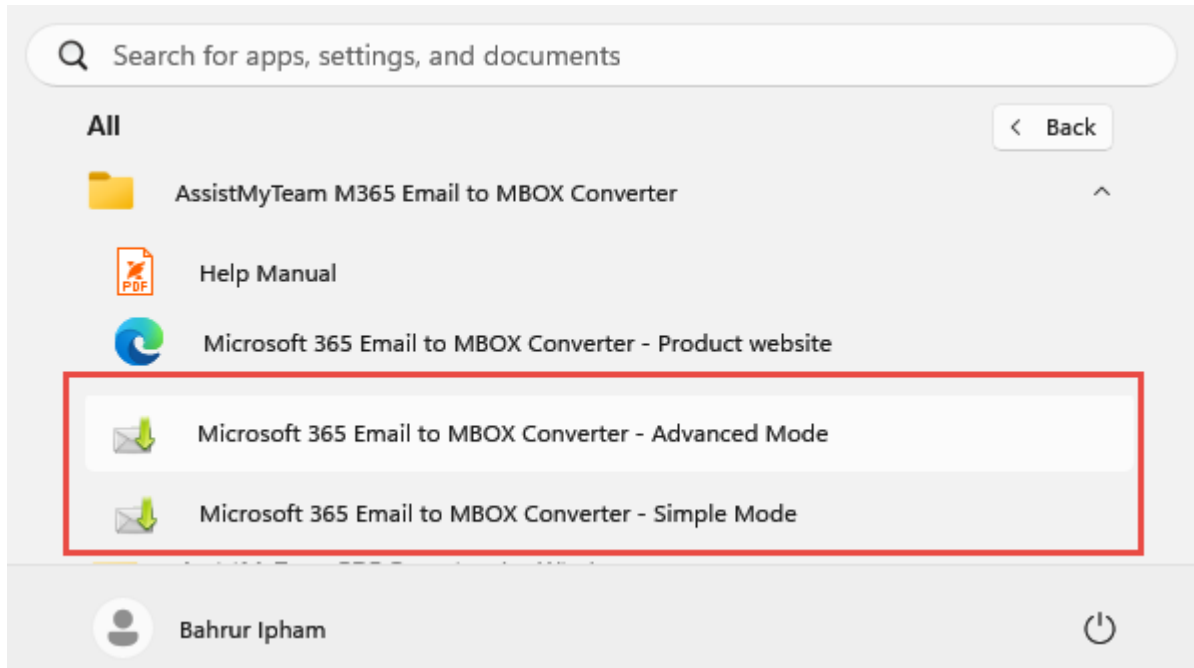 Search for apps, settings, and documents
All
Back
AssistMyTeam M365 Email to MBOX Converter
PDF
Help Manual
Microsoft 365 Email to MBOX Converter - Product website
Microsoft 365 Email to MBOX Converter - Advanced Mode
Microsoft 365 Email to MBOX Converter - Simple Mode
Bahrur Ipham